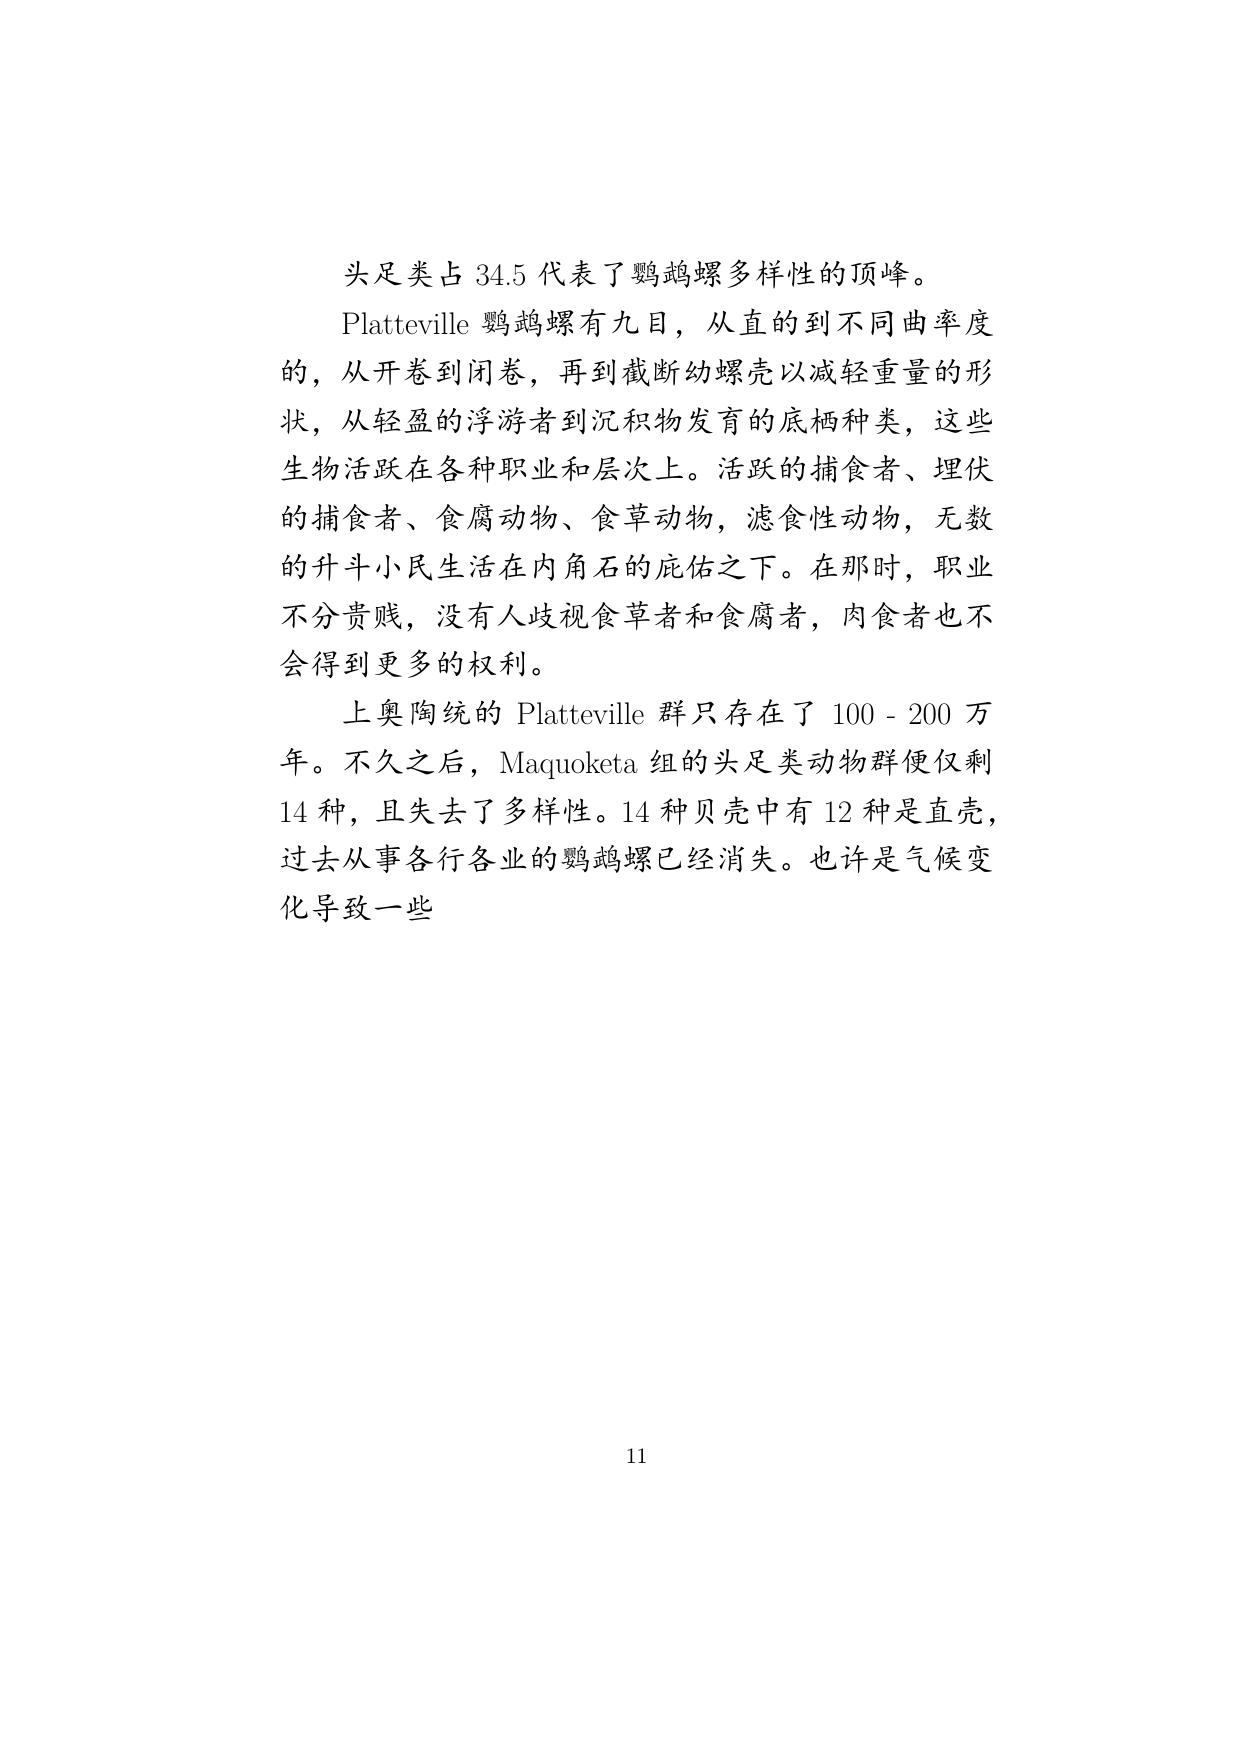 头足类占 34.5 代表了鹦鹉螺多样性的顶峰。
Platteville 鹦鹉螺有九目，从直的到不同曲率度
的，从开卷到闭卷，再到截断幼螺壳以减轻重量的形
状，从轻盈的浮游者到沉积物发育的底栖种类，这些
生物活跃在各种职业和层次上。活跃的捕食者、埋伏
的捕食者、食腐动物、食草动物，滤食性动物，无数
的升斗小民生活在内角石的庇佑之下。在那时，职业
不分贵贱，没有人歧视食草者和食腐者，肉食者也不
会得到更多的权利。
上奥陶统的 Platteville 群只存在了 100 - 200 万
年。不久之后，Maquoketa 组的头足类动物群便仅剩
14 种，且失去了多样性。14 种贝壳中有 12 种是直壳，
过去从事各行各业的鹦鹉螺已经消失。也许是气候变
化导致一些
11